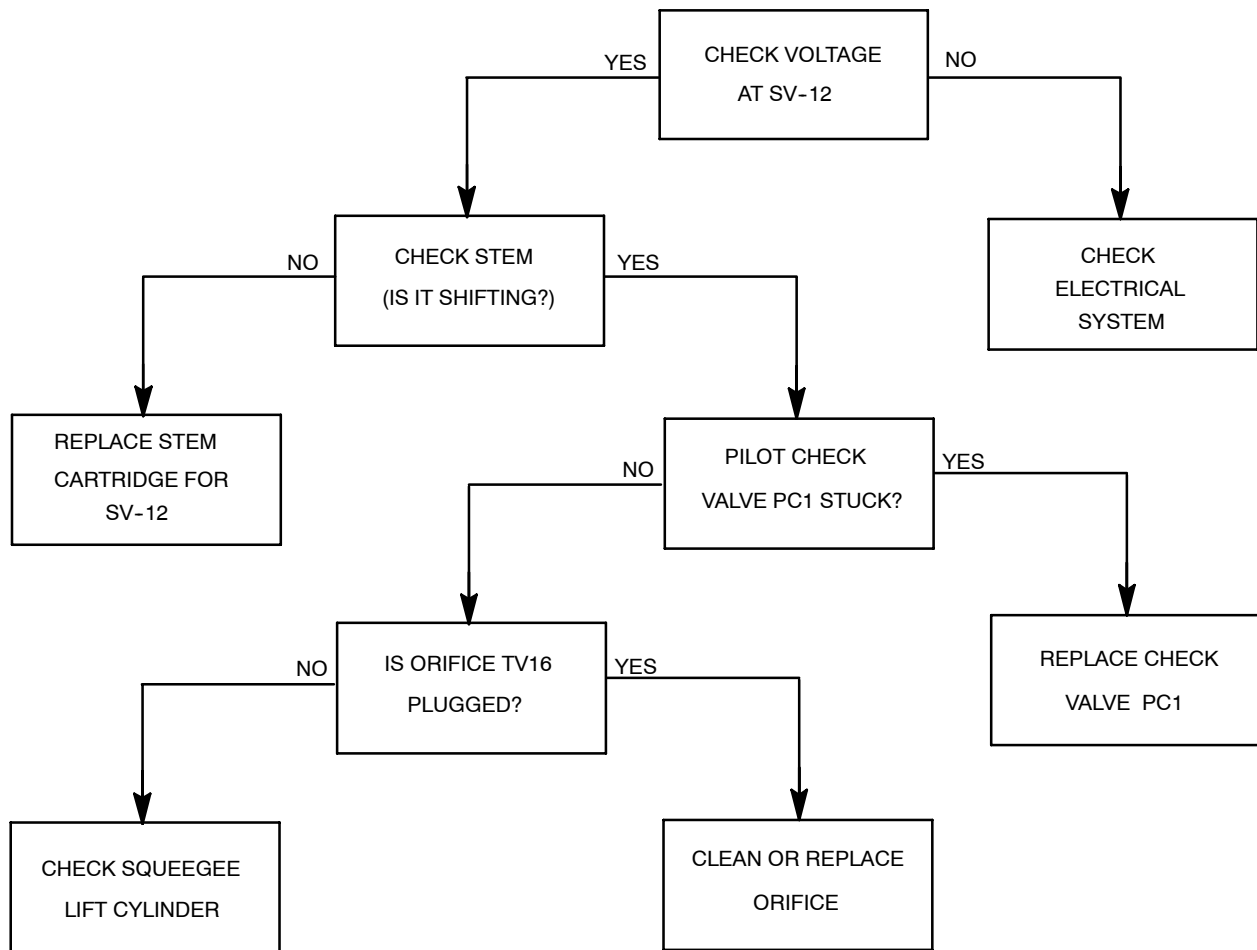 CHECK VOLTAGE
AT SV-12
YES
NO
CHECK STEM
(IS IT SHIFTING?)
NO
YES
CHECK
ELECTRICAL
SYSTEM
REPLACE STEM
CARTRIDGE FOR
SV-12
PILOT CHECK
VALVE PC1 STUCK?
NO
YES
IS ORIFICE TV16
PLUGGED?
NO
YES
REPLACE CHECK
VALVE PC1
CHECK SQUEEGEE
LIFT CYLINDER
CLEAN OR REPLACE
ORIFICE